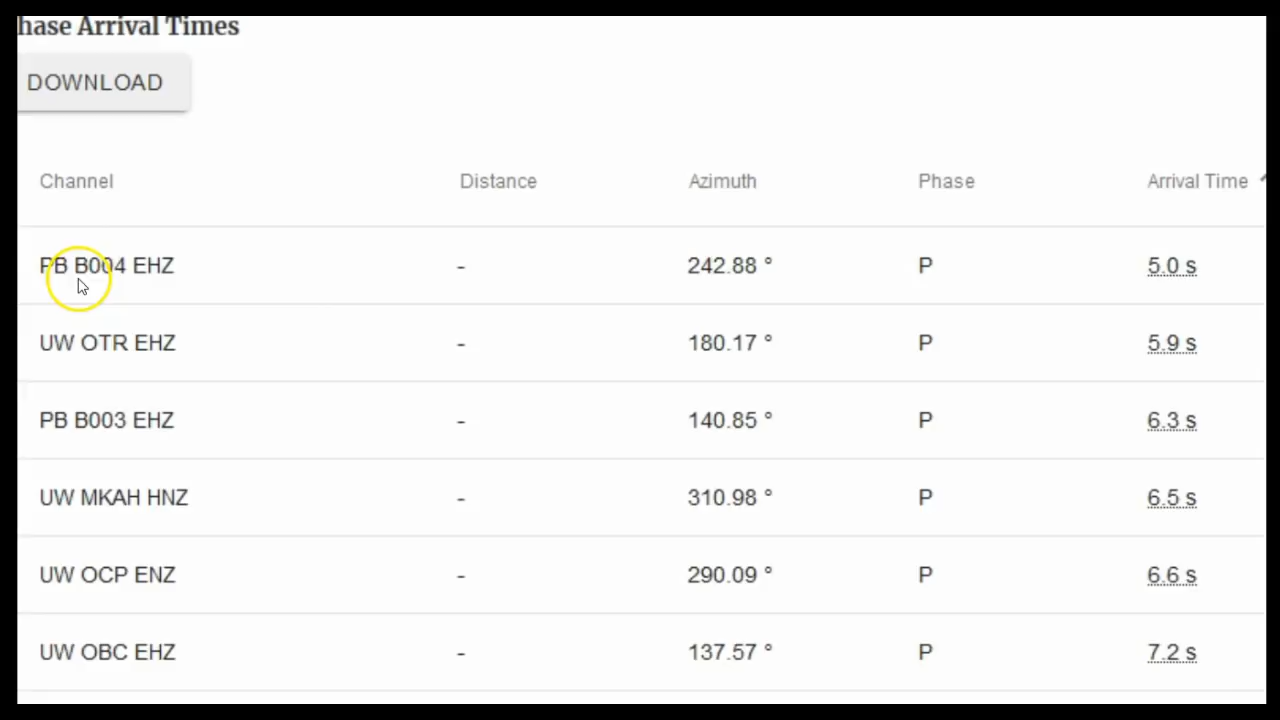 hase Arrival Times
DOWNLOAD
Channel Distance Azimuth Phase Arrival Time
PB B004 EHZ - 242.88 ° P 5.0 s
UW OTR EHZ - 180.17 ° P 5.9 s
PB B003 EHZ - 140.85 ° P 6.3 s
UW MKAH HNZ - 310.98 ° P 6.5 s
UW OCP ENZ - 290.09 ° P 6.6 s
UW OBC EHZ - 137.57 ° P 7.2 s